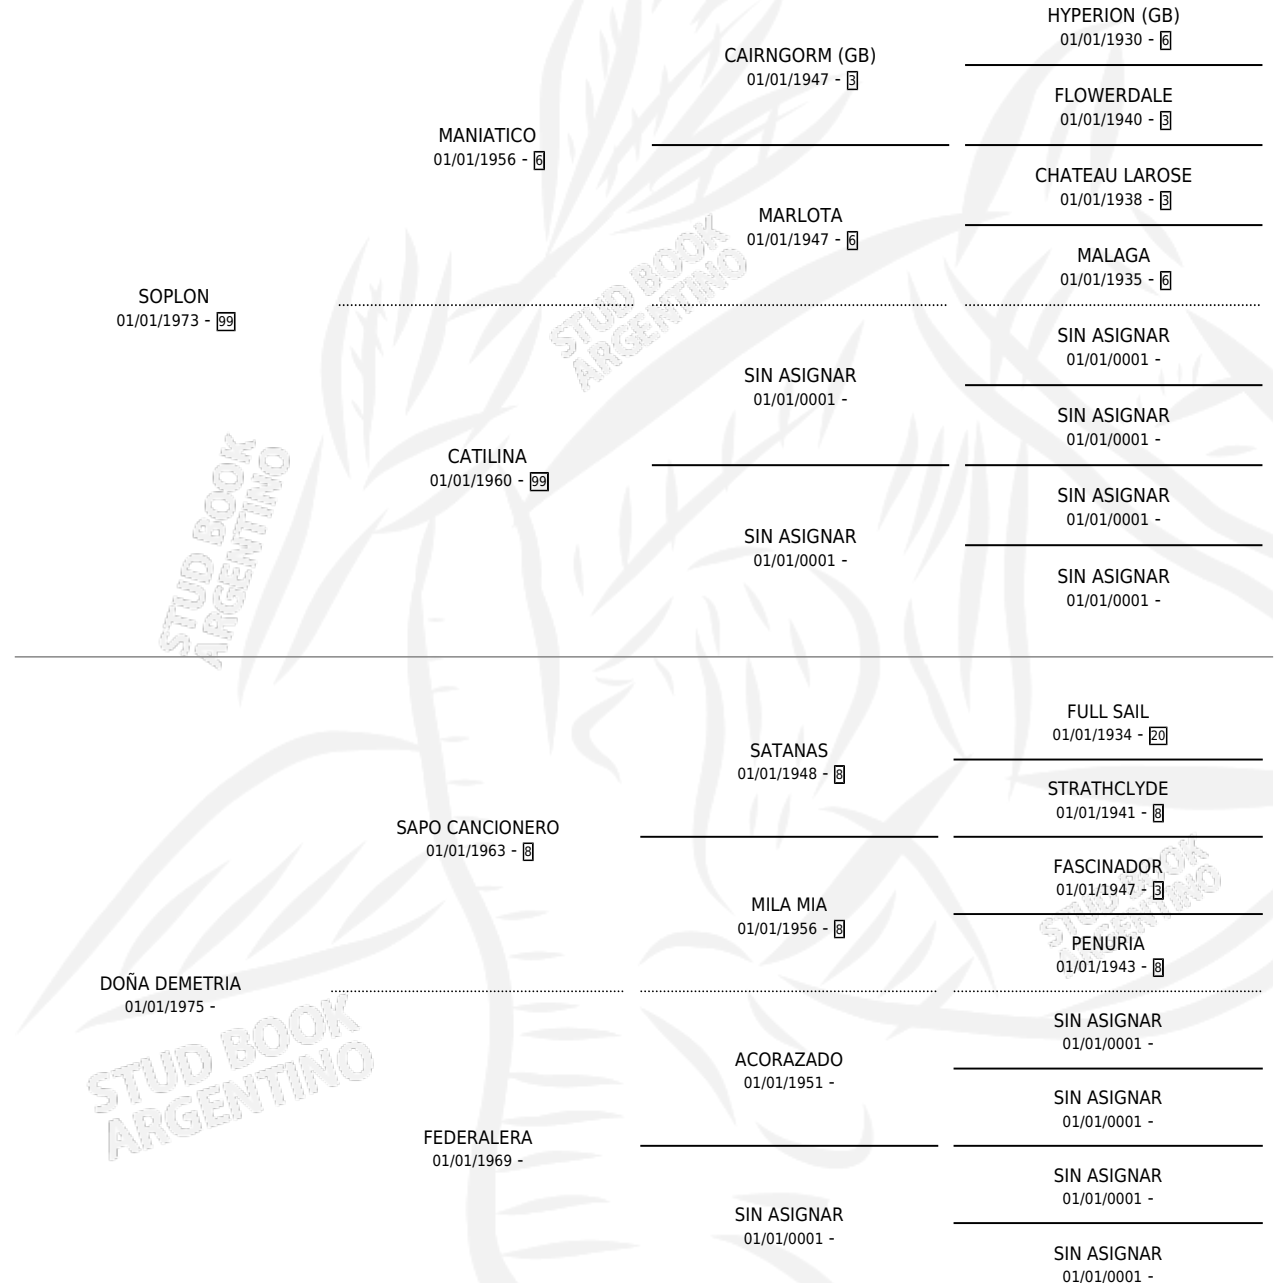 HYPERION (GB)
01/01/1930 - 6
CAIRNGORM (GB)
01/01/1947 - 3
FLOWERDALE
01/01/1940 - 3
MANIATICO
01/01/1956 - 6
CHATEAU LAROSE
01/01/1938 - 3
MARLOTA
01/01/1947 - 6
MALAGA
01/01/1935 - 6
SOPLON
01/01/1973 - 99
SIN ASIGNAR
01/01/0001 -
SIN ASIGNAR
01/01/0001 -
SIN ASIGNAR
01/01/0001 -
CATILINA
01/01/1960 - 99
SIN ASIGNAR
01/01/0001 -
SIN ASIGNAR
01/01/0001 -
SIN ASIGNAR
01/01/0001 -
FULL SAIL
01/01/1934 - 20
SATANAS
01/01/1948 - 8
STRATHCLYDE
01/01/1941 - 8
SAPO CANCIONERO
01/01/1963 - 8
FASCINADOR
01/01/1947 - 3
MILA MIA
01/01/1956 - 8
PENURIA
01/01/1943 - 8
DOÑA DEMETRIA
01/01/1975 -
SIN ASIGNAR
01/01/0001 -
ACORAZADO
01/01/1951 -
SIN ASIGNAR
01/01/0001 -
FEDERALERA
01/01/1969 -
SIN ASIGNAR
01/01/0001 -
SIN ASIGNAR
01/01/0001 -
SIN ASIGNAR
01/01/0001 -
STUD BOOK
ARGENTINO
STUD BOOK
ARGENTINO
STUD BOOK
ARGENTINO
STUD BOOK
ARGENTINO